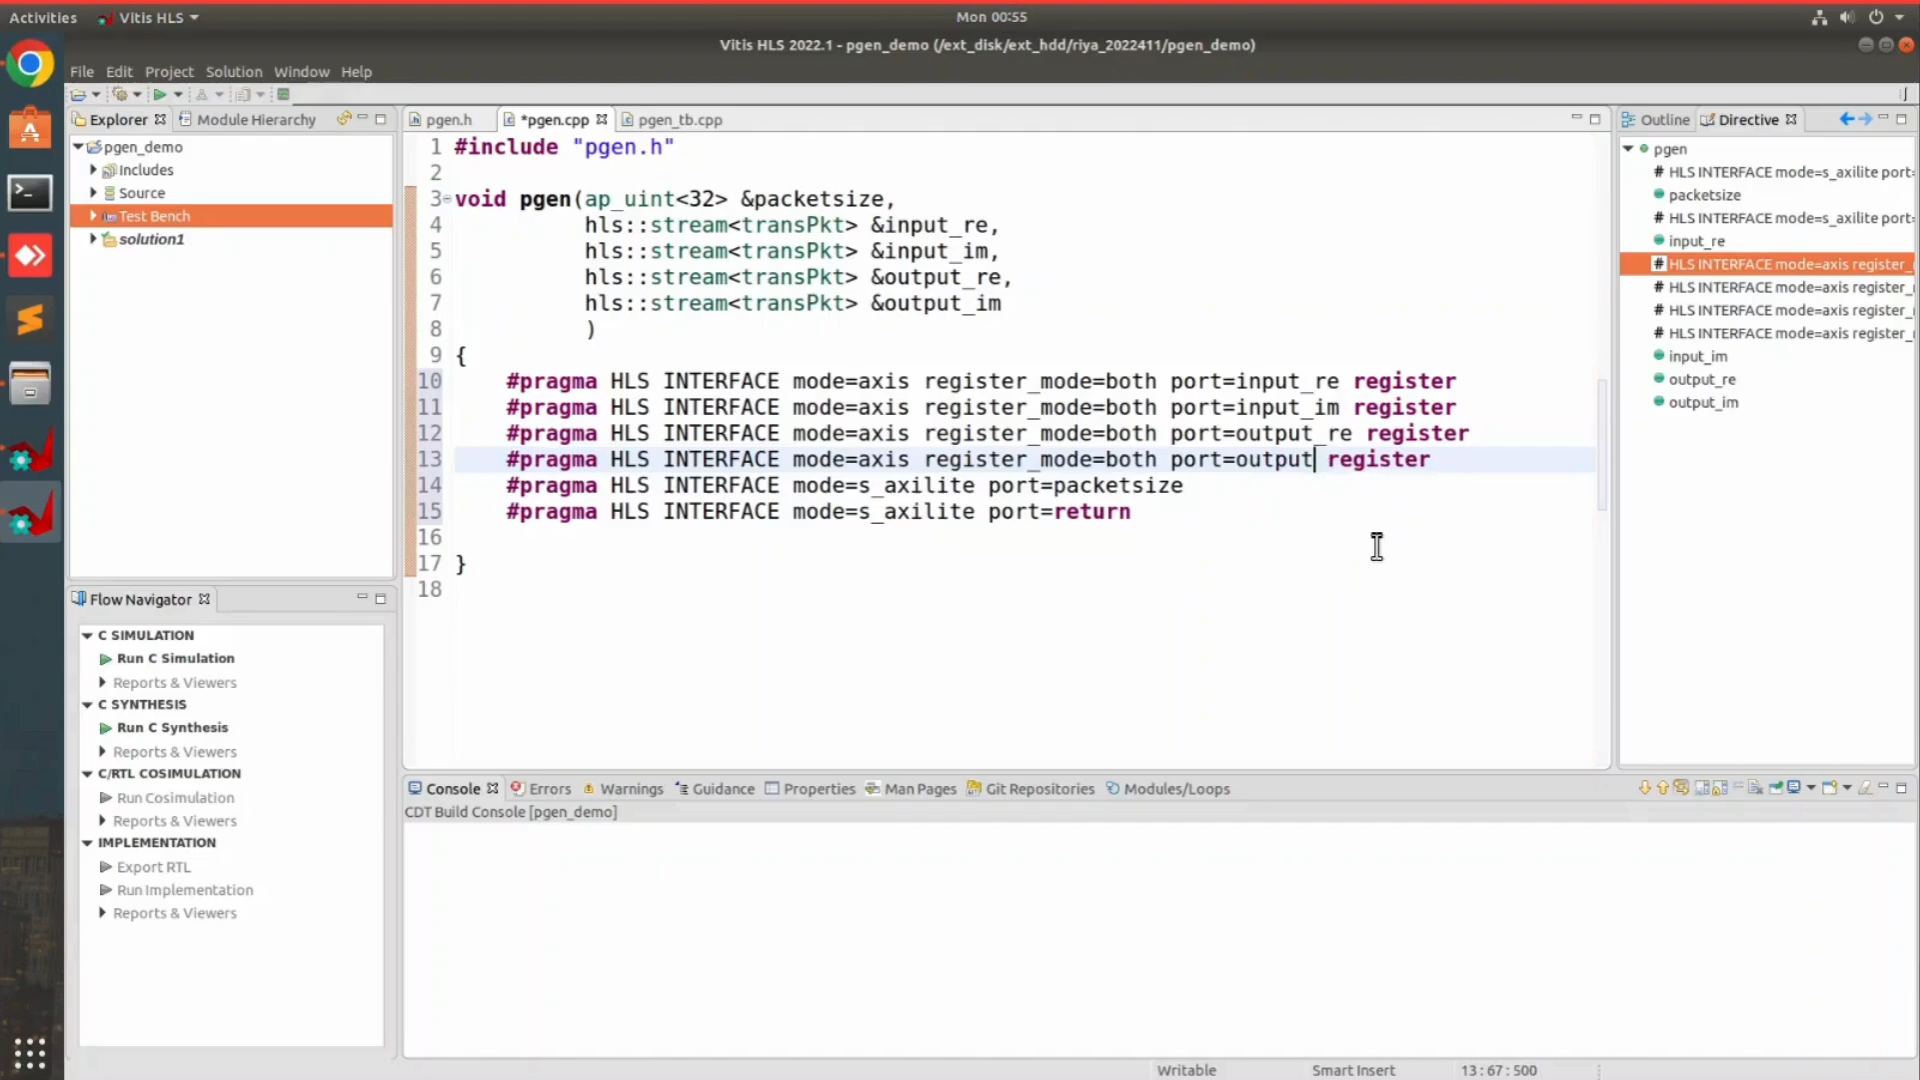 Activities Vitis HLS Mon 00:55
Vitis HLS 2022.1 - pgen_demo (/ext_disk/ext_hdd/riya_2022411/pgen_demo)
File Edit Project Solution Window Help
Explorer Module Hierarchy
pgen_demo
Includes
Source
Test Bench
solution1
Flow Navigator
C SIMULATION
Run C Simulation
Reports & Viewers
C SYNTHESIS
Run C Synthesis
Reports & Viewers
C/RTL COSIMULATION
Run Cosimulation
Reports & Viewers
IMPLEMENTATION
Export RTL
Run Implementation
Reports & Viewers
pgen.h *pgen.cpp pgen_tb.cpp
1 #include "pgen.h"
2
3 void pgen(ap_uint<32> &packetsize,
4 hls::stream<transPkt> &input_re,
5 hls::stream<transPkt> &input_im,
6 hls::stream<transPkt> &output_re,
7 hls::stream<transPkt> &output_im
8 )
9 {
10 #pragma HLS INTERFACE mode=axis register_mode=both port=input_re register
11 #pragma HLS INTERFACE mode=axis register_mode=both port=input_im register
12 #pragma HLS INTERFACE mode=axis register_mode=both port=output_re register
13 #pragma HLS INTERFACE mode=axis register_mode=both port=output register
14 #pragma HLS INTERFACE mode=s_axilite port=packetsize
15 #pragma HLS INTERFACE mode=s_axilite port=return
16
17 }
18
Outline Directive
pgen
# HLS INTERFACE mode=s_axilite port=
packetsize
# HLS INTERFACE mode=s_axilite port=
input_re
# HLS INTERFACE mode=axis register_
# HLS INTERFACE mode=axis register_
# HLS INTERFACE mode=axis register_
# HLS INTERFACE mode=axis register_
input_im
output_re
output_im
Console Errors Warnings Guidance Properties Man Pages Git Repositories Modules/Loops
CDT Build Console [pgen_demo]
Writable Smart Insert 13:67:500